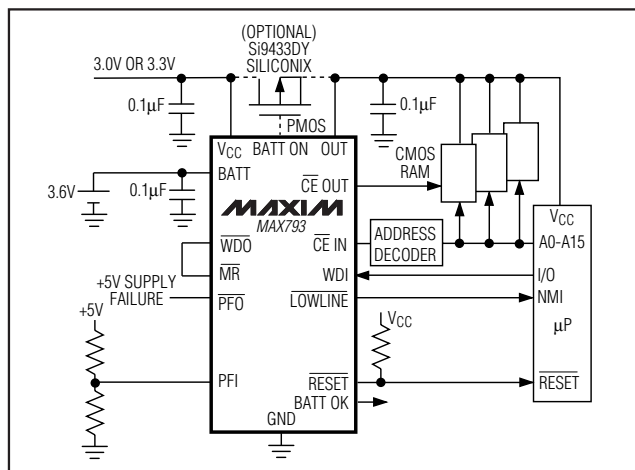 (OPTIONAL)
Si9433DY
SILICONIX
3.0V OR 3.3V
0.1µF
0.1µF
PMOS
VCC
BATT ON
OUT
CMOS
RAM
BATT
CE OUT
3.6V
0.1µF
MAXIM
MAX793
VCC
WDO
CE IN
ADDRESS
DECODER
A0-A15
MR
WDI
I/O
+5V SUPPLY
FAILURE
PFO
LOWLINE
NMI
+5V
VCC
µP
PFI
RESET
RESET
BATT OK
GND